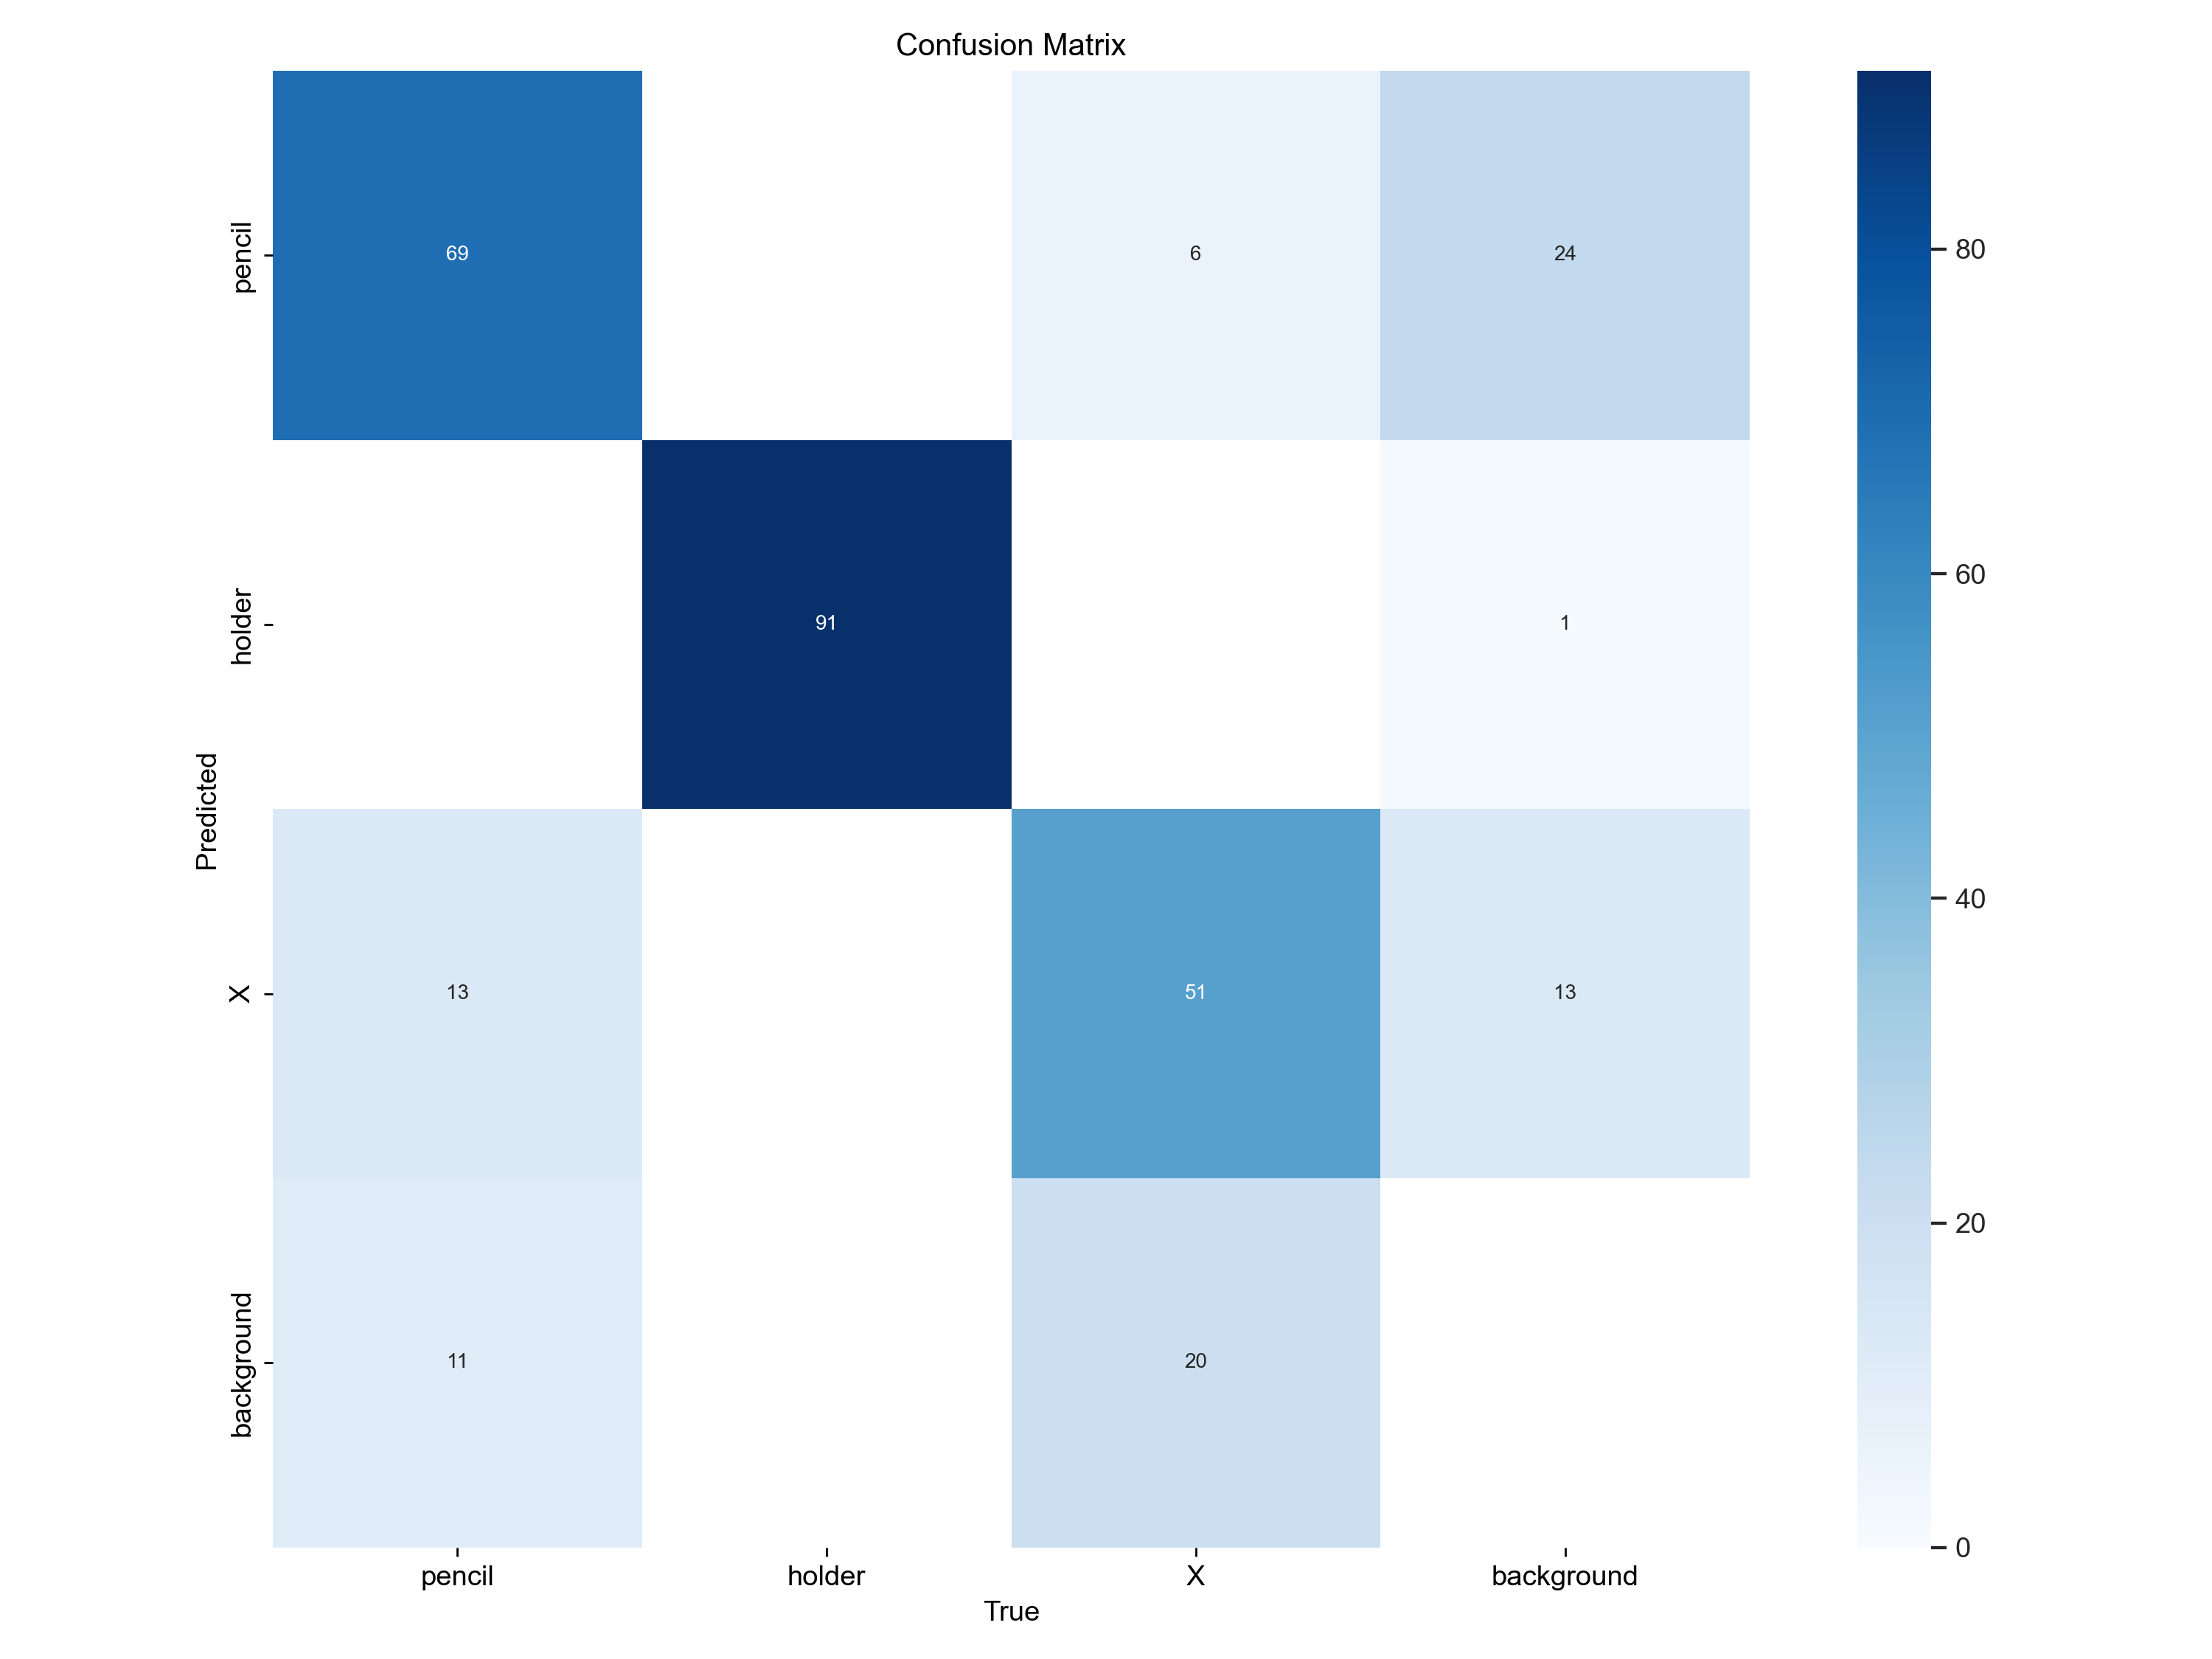 Confusion Matrix
pencil
69
6
24
80
holder
91
1
60
Predicted
X
13
51
13
40
background
11
20
20
0
pencil
holder
X
background
True